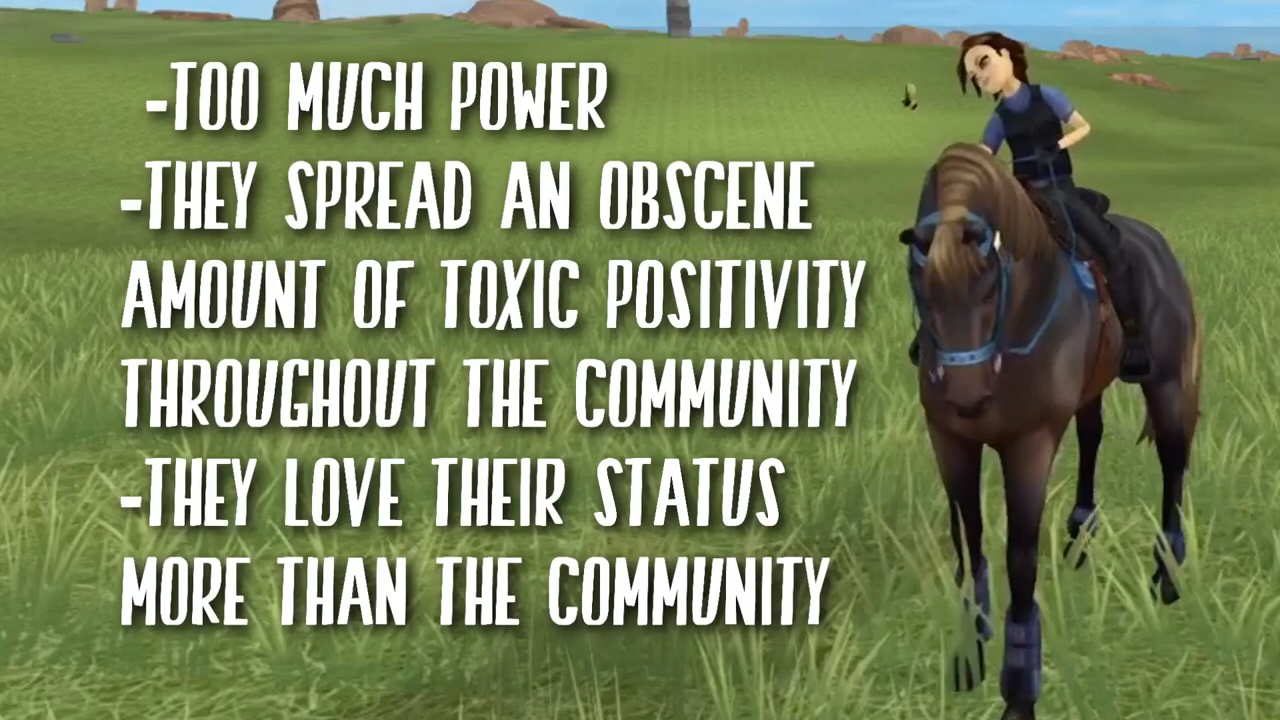 -TOO MUCH POWER
-THEY SPREAD AN OBSCENE
AMOUNT OF TOXIC POSITIVITY
THROUGHOUT THE COMMUNITY
-THEY LOVE THEIR STATUS
MORE THAN THE COMMUNITY